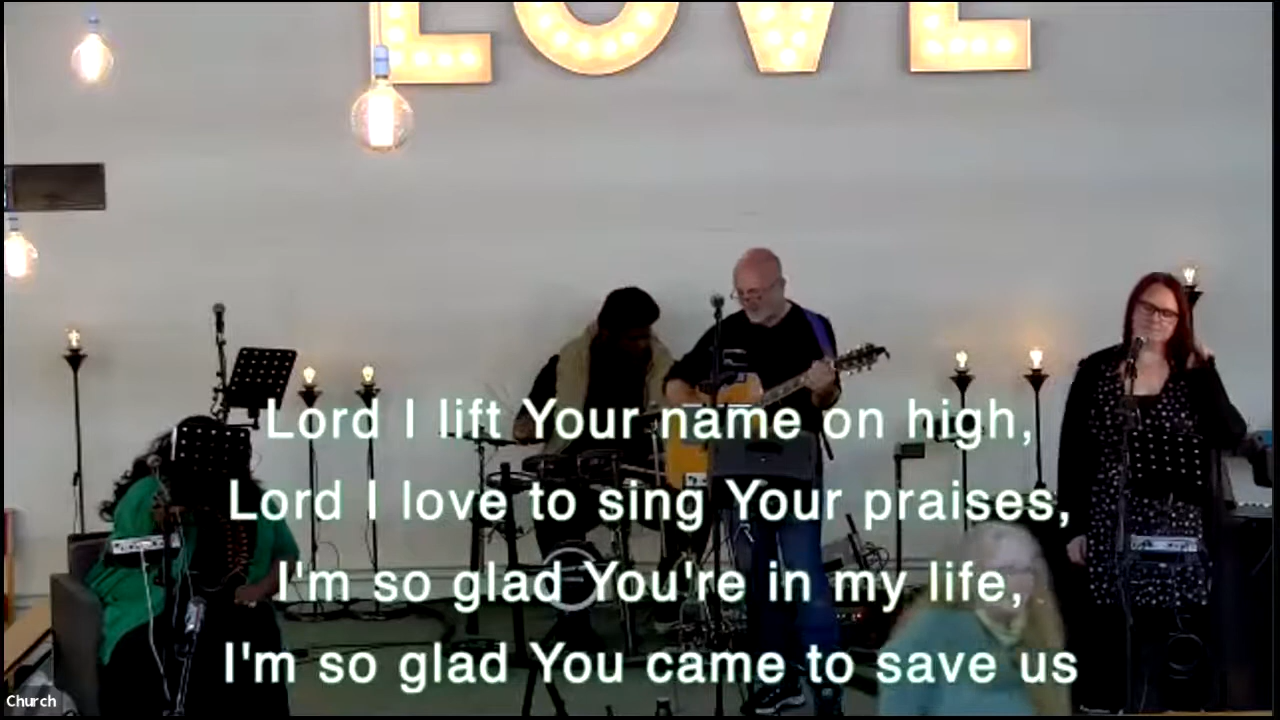 LOVE
Lord I lift Your name on high,
Lord I love to sing Your praises,
I'm so glad You're in my life,
I'm so glad You came to save us
Church